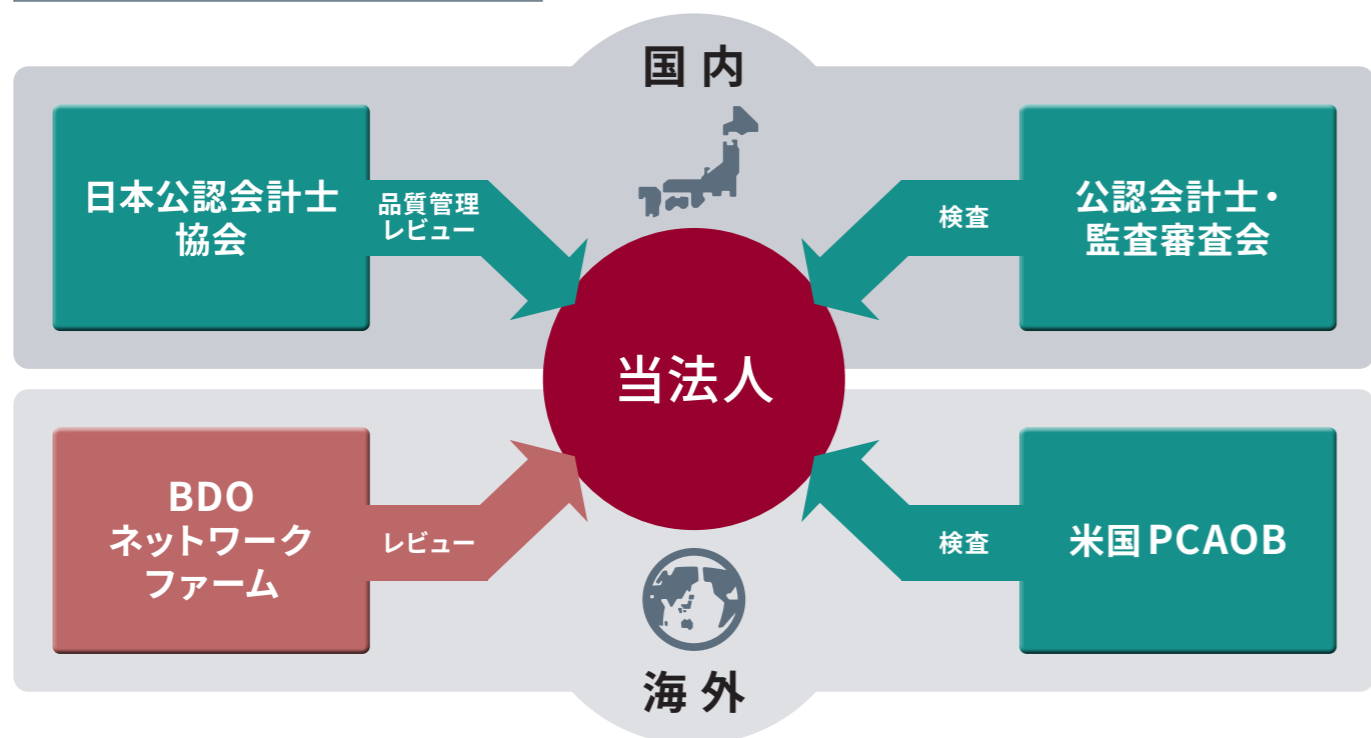 国内
日本公認会計士
協会
品質管理
レビュー
検査
公認会計士・
監査審査会
当法人
BDO
ネットワーク
ファーム
レビュー
検査
米国PCAOB
海外